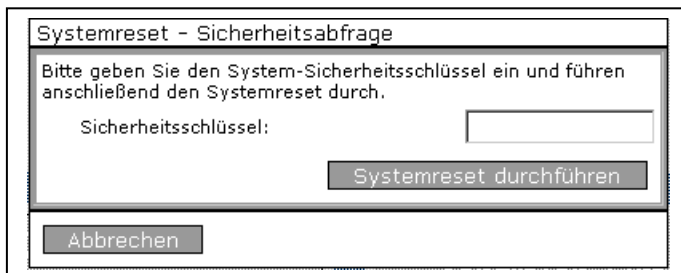 Systemreset - Sicherheitsabfrage
Bitte geben Sie den System-Sicherheitsschlüssel ein und führen
anschließend den Systemreset durch.
Sicherheitsschlüssel:
Systemreset durchführen
Abbrechen